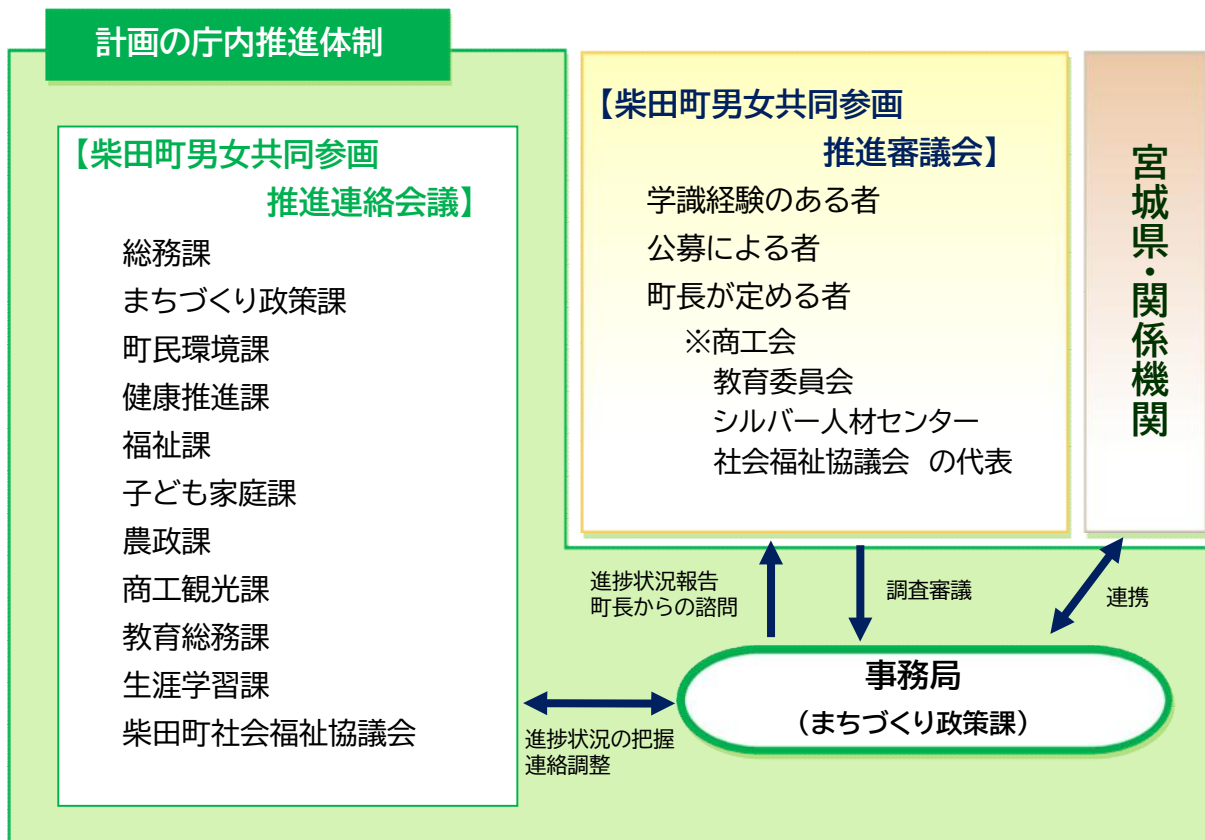 計画の庁内推進体制
【柴田町男女共同参画
推進連絡会議】
総務課
まちづくり政策課
町民環境課
健康推進課
福祉課
子ども家庭課
農政課
商工観光課
教育総務課
生涯学習課
柴田町社会福祉協議会
【柴田町男女共同参画
推進審議会】
学識経験のある者
公募による者
町長が定める者
※商工会
教育委員会
シルバー人材センター
社会福祉協議会 の代表
宮城県・関係機関
進捗状況報告
町長からの諮問
調査審議
連携
事務局
(まちづくり政策課)
進捗状況の把握
連絡調整